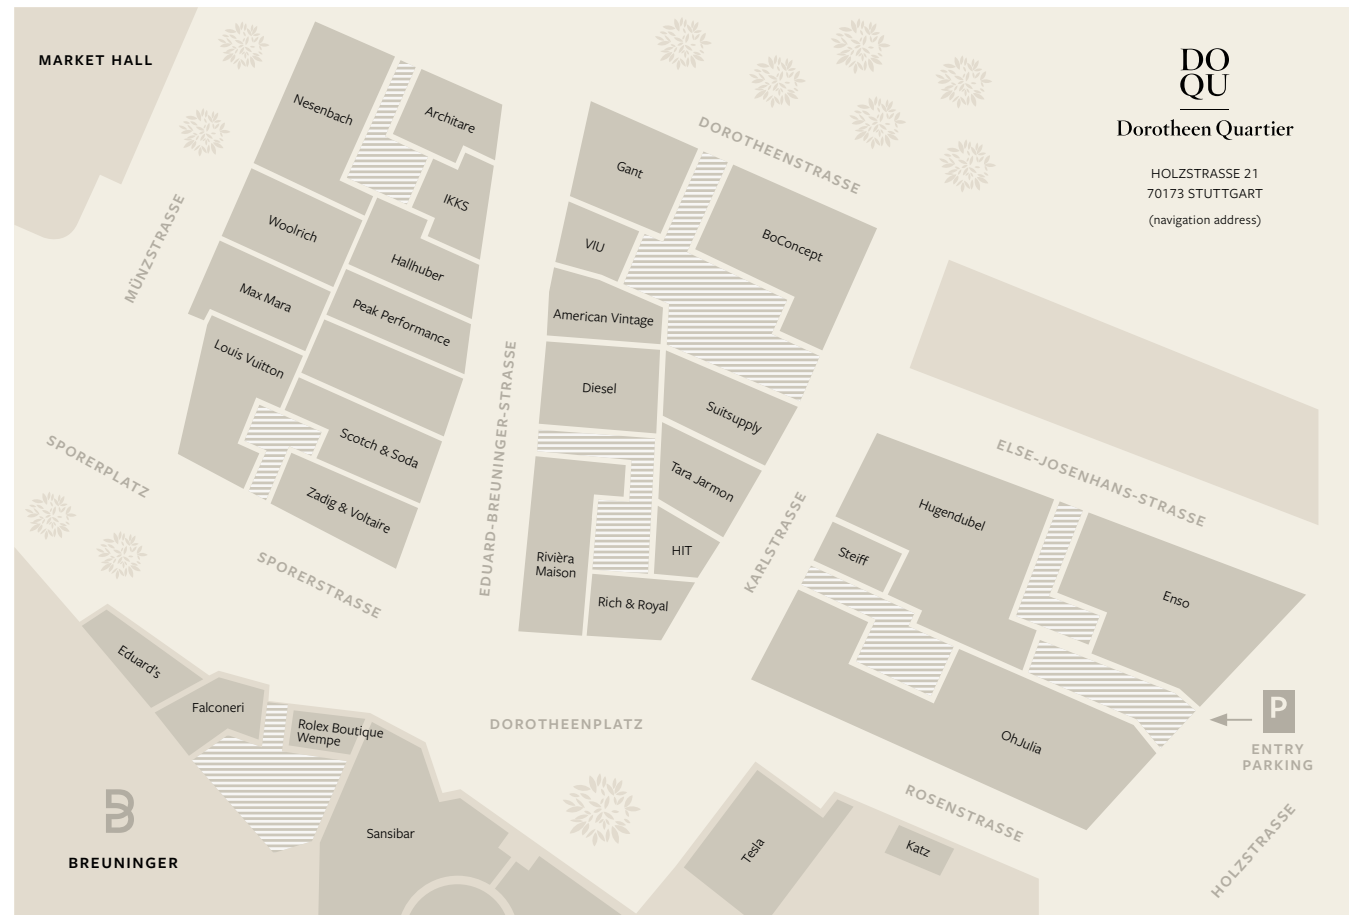 MARKET HALL
DO
QU
Dorotheen Quartier
HOLZSTRASSE 21
70173 STUTTGART
(navigation address)
Nesenbach
Architare
IKKS
Woolrich
Hallhuber
Max Mara
Peak Performance
Louis Vuitton
Scotch & Soda
Zadig & Voltaire
MÜNZSTRASSE
SPORERPLATZ
SPORERSTRASSE
EDUARD-BREUNINGER-STRASSE
DOROTHEENSTRASSE
Gant
BoConcept
VIU
American Vintage
Diesel
Suitsupply
Tara Jarmon
HIT
Rivièra
Maison
Rich & Royal
KARLSTRASSE
ELSE-JOSENHANS-STRASSE
Hugendubel
Steiff
Enso
OhJulia
P
ENTRY
PARKING
Eduard's
Falconeri
Rolex Boutique
Wempe
Sansibar
DOROTHEENPLATZ
B
BREUNINGER
Tesla
Katz
ROSENSTRASSE
HOLZSTRASSE